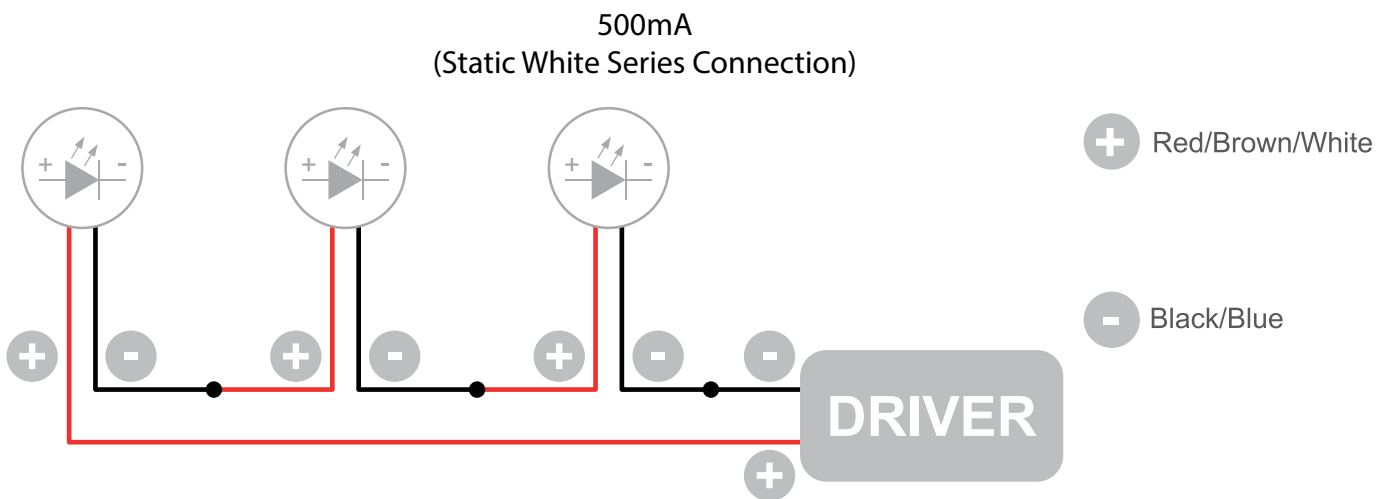 500mA
(Static White Series Connection)
+ -
+ -
+ -
+ Red/Brown/White
- Black/Blue
+ - + - + - -
DRIVER
+